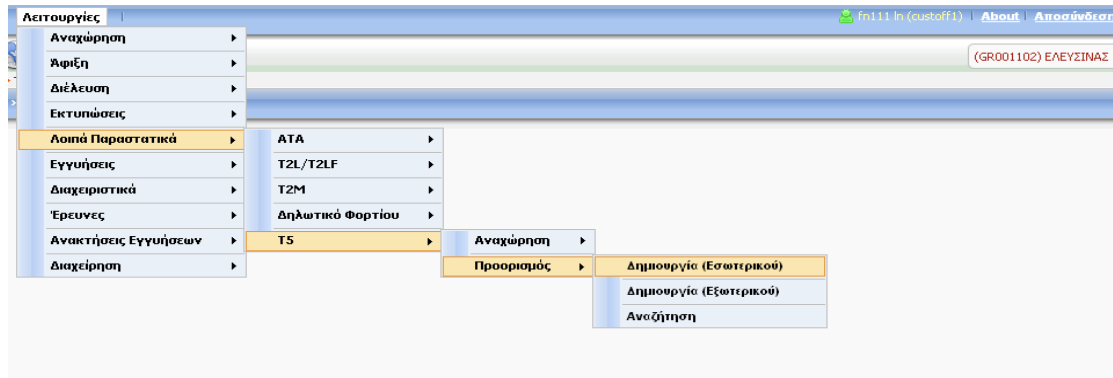 Λειτουργίες
fn111 ln (custoff1) | About | Αποσύνδεση
Αναχώρηση
Άφιξη
(GR001102) ΕΛΕΥΣΙΝΑΣ
Διέλευση
Εκτυπώσεις
Λοιπά Παραστατικά
ATA
Εγγυήσεις
T2L/T2LF
Διαχειριστικά
T2M
Έρευνες
Δηλωτικό Φορτίου
Ανακτήσεις Εγγυήσεων
T5
Αναχώρηση
Διαχείρηση
Προορισμός
Δημιουργία (Εσωτερικού)
Δημιουργία (Εξωτερικού)
Αναζήτηση